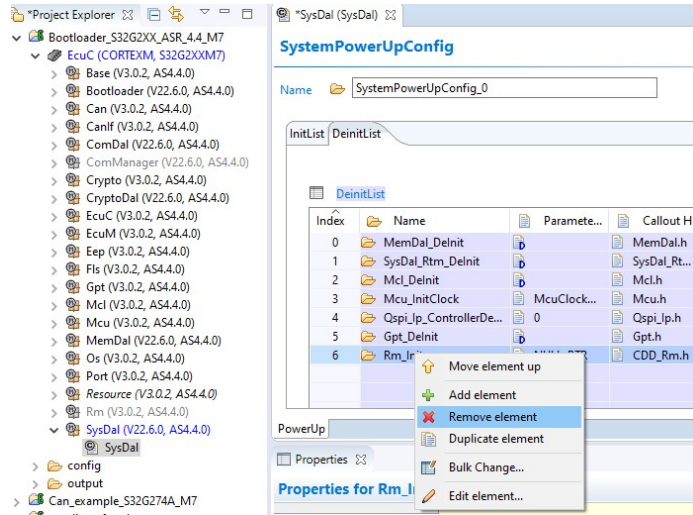 *Project Explorer
Bootloader_S32G2XX_ASR_4.4_M7
EcuC (CORTEXM, S32G2XXM7)
Base (V3.0.2, AS4.4.0)
Bootloader (V22.6.0, AS4.4.0)
Can (V3.0.2, AS4.4.0)
CanIf (V3.0.2, AS4.4.0)
ComDal (V22.6.0, AS4.4.0)
ComManager (V22.6.0, AS4.4.0)
Crypto (V3.0.2, AS4.4.0)
CryptoDal (V22.6.0, AS4.4.0)
EcuC (V3.0.2, AS4.4.0)
EcuM (V3.0.2, AS4.4.0)
Eep (V3.0.2, AS4.4.0)
Fls (V3.0.2, AS4.4.0)
Gpt (V3.0.2, AS4.4.0)
Mcl (V3.0.2, AS4.4.0)
Mcu (V3.0.2, AS4.4.0)
MemDal (V22.6.0, AS4.4.0)
Os (V3.0.2, AS4.4.0)
Port (V3.0.2, AS4.4.0)
Resource (V3.0.2, AS4.4.0)
Rm (V3.0.2, AS4.4.0)
SysDal (V22.6.0, AS4.4.0)
SysDal
config
output
Can_example_S32G274A_M7
*SysDal (SysDal)
SystemPowerUpConfig
Name SystemPowerUpConfig_0
InitList DeinitList
DeinitList
Index Name Paramete... Callout H
0 MemDal_DeInit MemDal.h
1 SysDal_Rtm_DeInit SysDal_Rt...
2 Mcl_DeInit Mcl.h
3 Mcu_InitClock McuClock... Mcu.h
4 Qspi_Ip_ControllerDe... 0 Qspi_Ip.h
5 Gpt_DeInit Gpt.h
6 CDD_Rm.h
Move element up
Add element
Remove element
Duplicate element
Bulk Change...
Edit element...
PowerUp
Properties
Properties for